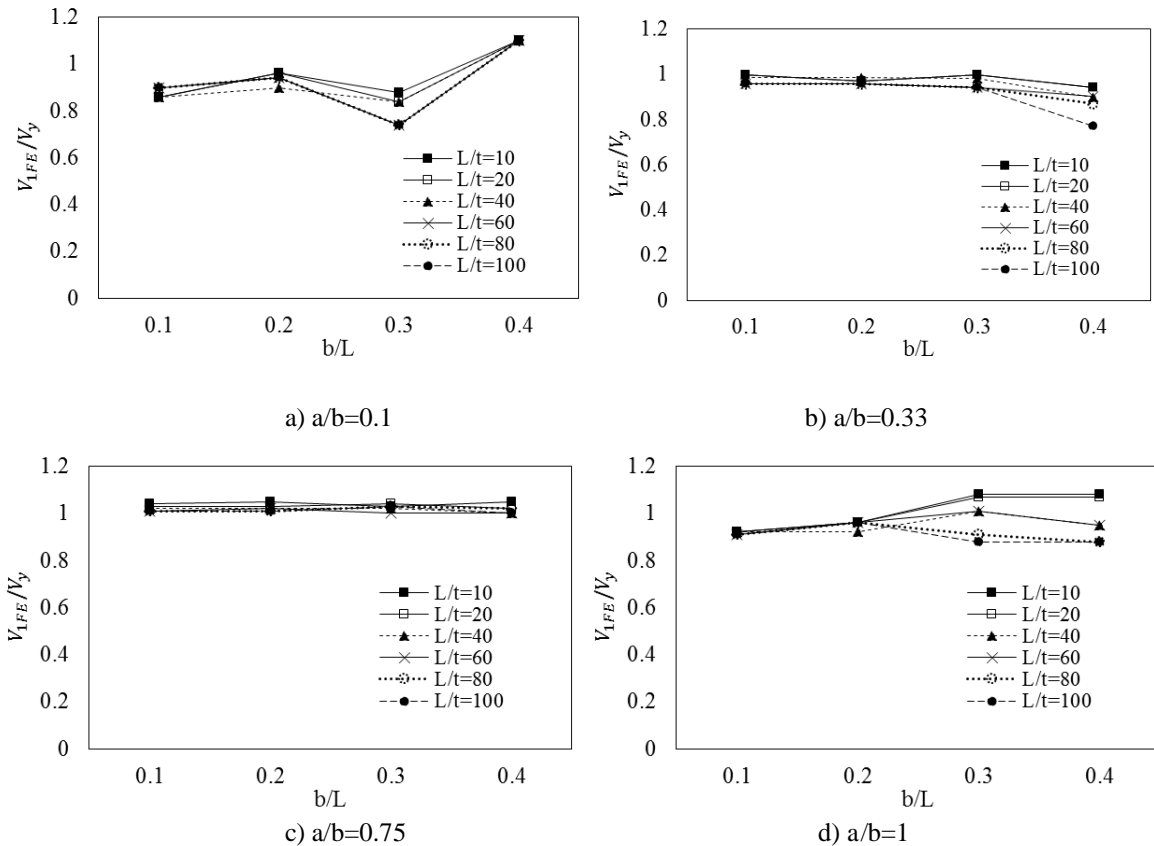 1.2
1
0.8
0.6
0.4
0.2
0
V1FE/Vy
L/t=10
L/t=20
L/t=40
L/t=60
L/t=80
L/t=100
0.1 0.2 0.3 0.4
b/L
a) a/b=0.1
1.2
1
0.8
0.6
0.4
0.2
0
V1FE/Vy
L/t=10
L/t=20
L/t=40
L/t=60
L/t=80
L/t=100
0.1 0.2 0.3 0.4
b/L
b) a/b=0.33
1.2
1
0.8
0.6
0.4
0.2
0
V1FE/Vy
L/t=10
L/t=20
L/t=40
L/t=60
L/t=80
L/t=100
0.1 0.2 0.3 0.4
b/L
c) a/b=0.75
1.2
1
0.8
0.6
0.4
0.2
0
V1FE/Vy
L/t=10
L/t=20
L/t=40
L/t=60
L/t=80
L/t=100
0.1 0.2 0.3 0.4
b/L
d) a/b=1